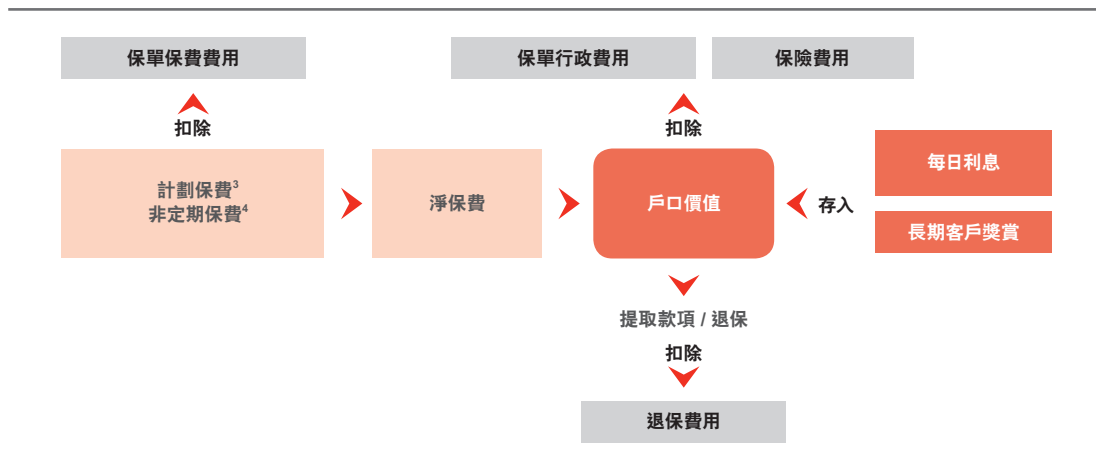 保單保費費用
保單行政費用
保險費用
扣除
扣除
計劃保費³
非定期保費⁴
淨保費
戶口價值
存入
每日利息
長期客戶獎賞
提取款項 / 退保
扣除
退保費用